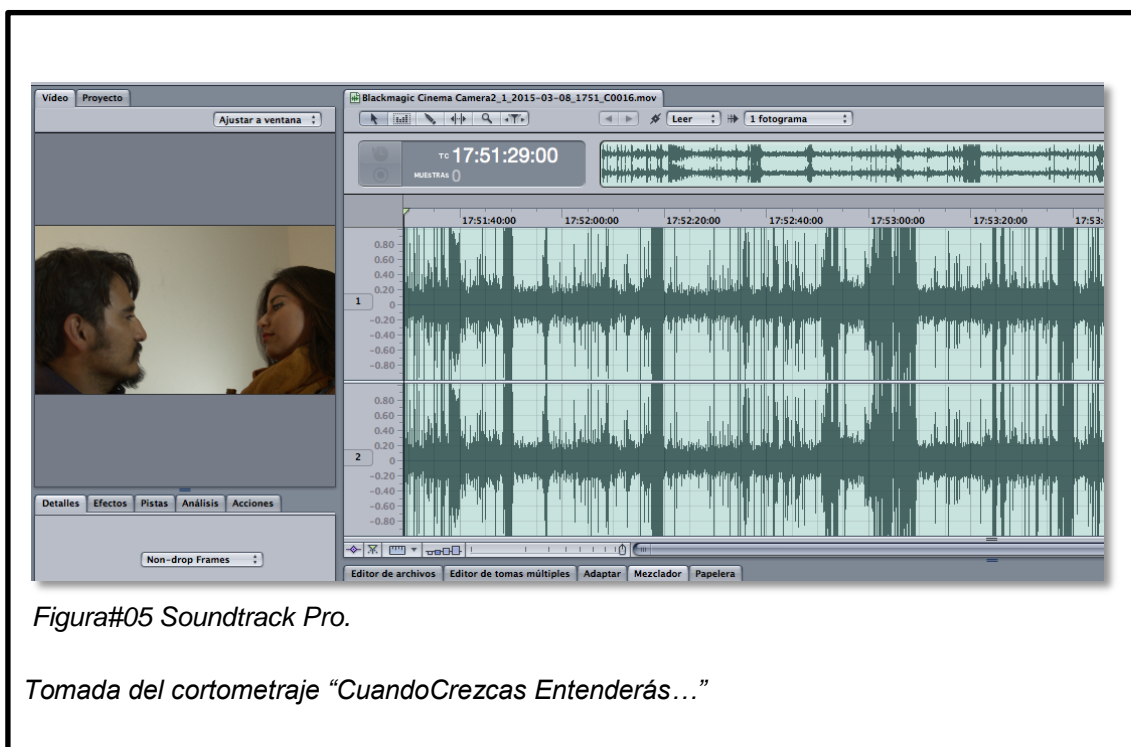 Vídeo Proyecto
Ajustar a ventana
Blackmagic Cinema Camera2_1_2015-03-08_1751_C0016.mov
Leer 1 fotograma
TC 17:51:29:00
MUESTRAS 0
17:51:40:00 17:52:00:00 17:52:20:00 17:52:40:00 17:53:00:00 17:53:20:00 17:53:
0.80
0.60
0.40
0.20
1 0
-0.20
-0.40
-0.60
-0.80
0.80
0.60
0.40
0.20
2 0
-0.20
-0.40
-0.60
-0.80
Detalles Efectos Pistas Análisis Acciones
Non-drop Frames
Editor de archivos Editor de tomas múltiples Adaptar Mezclador Papelera
Figura#05 Soundtrack Pro.
Tomada del cortometraje “CuandoCrezcas Entenderás…”